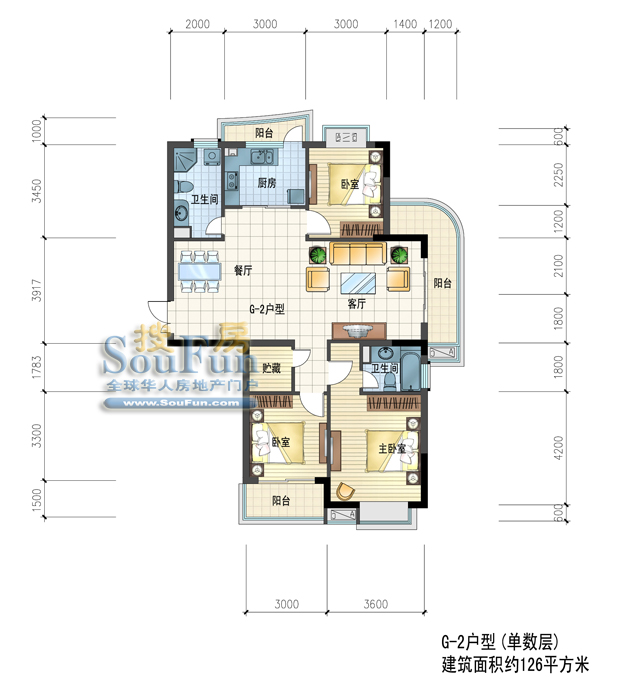 2000 3000 3000 1400 1200
1000
3450
3917
1783
3300
1500
600
2250
1200
2100
1800
1800
4200
600
阳台
卫生间
厨房
卧室
餐厅
客厅
阳台
G-2户型
搜房
SouFun
全球华人房地产门户
www.SouFun.com
贮藏
卫生间
卧室
主卧室
阳台
3000 3600
G-2户型(单数层)
建筑面积约126平方米